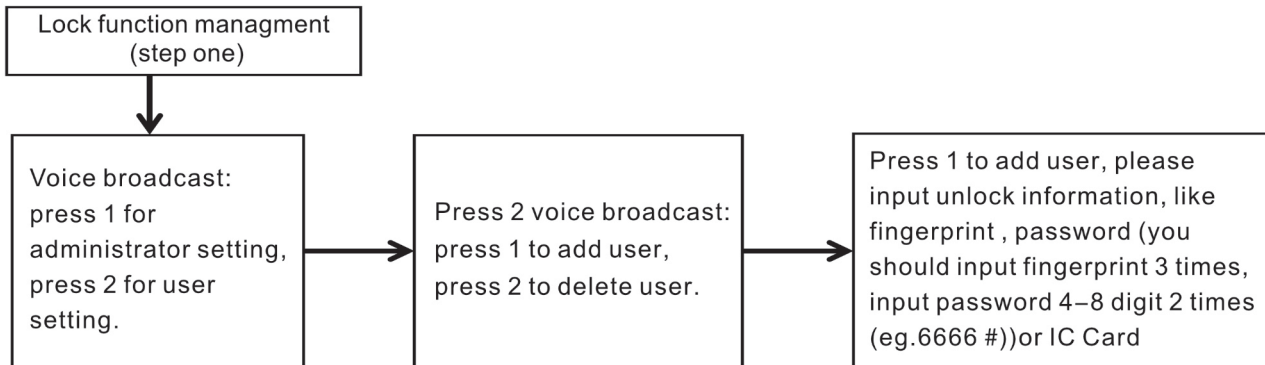 Lock function managment
(step one)
Voice broadcast:
press 1 for
administrator setting,
press 2 for user
setting.
Press 2 voice broadcast:
press 1 to add user,
press 2 to delete user.
Press 1 to add user, please
input unlock information, like
fingerprint , password (you
should input fingerprint 3 times,
input password 4–8 digit 2 times
(eg.6666 #))or IC Card